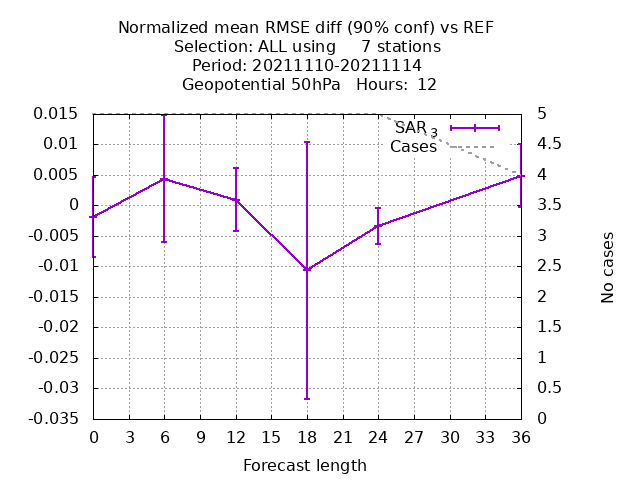 Normalized mean RMSE diff (90% conf) vs REF
Selection: ALL using     7 stations
Period: 20211110-20211114
Geopotential 50hPa   Hours:  12
SAR 3
Cases
0.015
0.01
0.005
0
-0.005
-0.01
-0.015
-0.02
-0.025
-0.03
-0.035
5
4.5
4
3.5
3
2.5
2
1.5
1
0.5
0
No cases
0 3 6 9 12 15 18 21 24 27 30 33 36
Forecast length